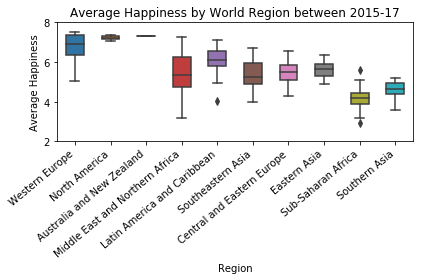 Average Happiness by World Region between 2015-17
Average Happiness
8
6
4
2
Western Europe
North America
Australia and New Zealand
Middle East and Northern Africa
Latin America and Caribbean
Southeastern Asia
Central and Eastern Europe
Eastern Asia
Sub-Saharan Africa
Southern Asia
Region